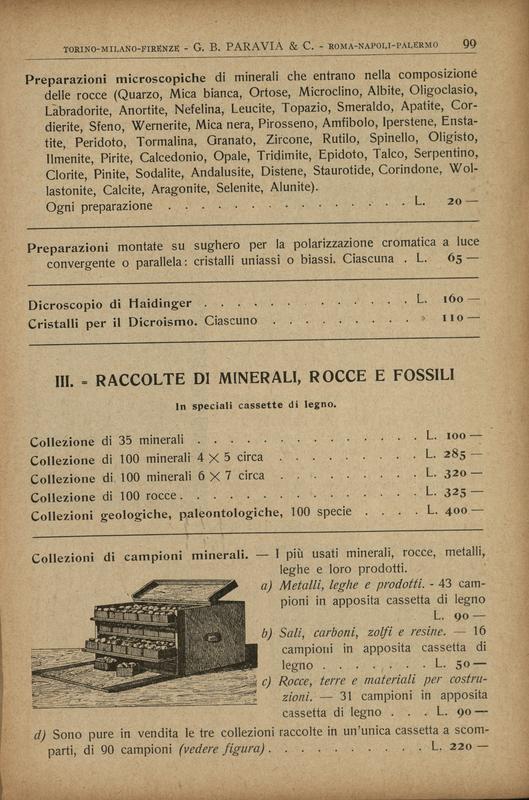 TORINO-MILANO-FIRENZE - G. B. PARAVIA & C. - ROMA-NAPOLI-PALERMO 99
Preparazioni microscopiche di minerali che entrano nella composizione
delle rocce (Quarzo, Mica bianca, Ortose, Microclino, Albite, Oligoclasio,
Labradorite, Anortite, Nefelina, Leucite, Topazio, Smeraldo, Apatite, Cor-
dierite, Sfeno, Wernerite, Mica nera, Pirosseno, Amfibolo, Iperstene, Ensta-
tite, Peridoto, Tormalina, Granato, Zircone, Rutilo, Spinello, Oligisto,
Ilmenite, Pirite, Calcedonio, Opale, Tridimite, Epidoto, Talco, Serpentino,
Clorite, Pinite, Sodalite, Andalusite, Distene, Staurotide, Corindone, Wol-
lastonite, Calcite, Aragonite, Selenite, Alunite).
Ogni preparazione . . . . . . . . . . . . . . L. 20 —
Preparazioni montate su sughero per la polarizzazione cromatica a luce
convergente o parallela: cristalli uniassi o biassi. Ciascuna . L. 65 —
Dicroscopio di Haidinger . . . . . . . . . . . L. 160 —
Cristalli per il Dicroismo. Ciascuno . . . . . . . . » 110 —
III. - RACCOLTE DI MINERALI, ROCCE E FOSSILI
In speciali cassette di legno.
Collezione di 35 minerali . . . . . . . . . . . . L. 100 —
Collezione di 100 minerali 4 × 5 circa . . . . . . . . L. 285 —
Collezione di 100 minerali 6 × 7 circa . . . . . . . . L. 320 —
Collezione di 100 rocce . . . . . . . . . . . . . L. 325 —
Collezioni geologiche, paleontologiche, 100 specie . . . . L. 400 —
Collezioni di campioni minerali. — I più usati minerali, rocce, metalli,
leghe e loro prodotti.
a) Metalli, leghe e prodotti. - 43 cam-
pioni in apposita cassetta di legno
L. 90 —
b) Sali, carboni, zolfi e resine. — 16
campioni in apposita cassetta di
legno . . . . . . . L. 50 —
c) Rocce, terre e materiali per costru-
zioni. — 31 campioni in apposita
cassetta di legno . . . L. 90 —
d) Sono pure in vendita le tre collezioni raccolte in un'unica cassetta a scom-
parti, di 90 campioni (vedere figura) . . . . . . . . . . L. 220 —